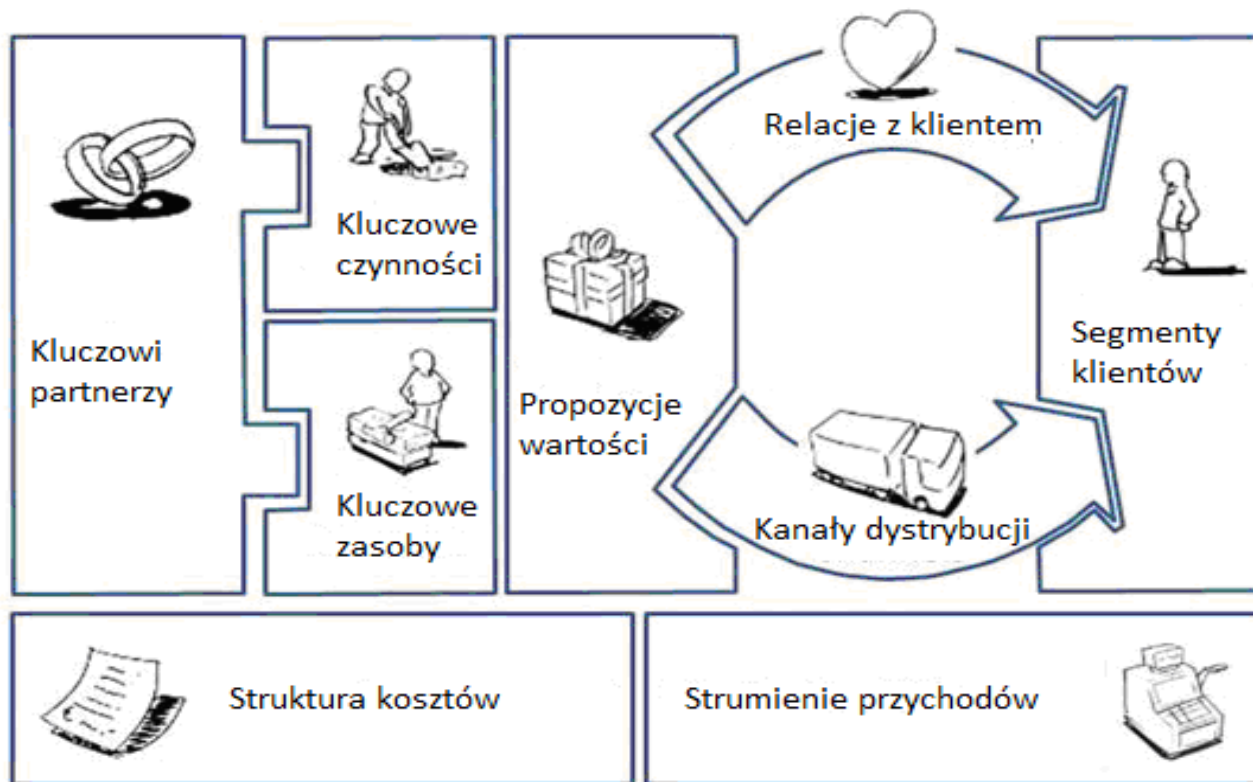 Kluczowi
partnerzy
Kluczowe
czynności
Kluczowe
zasoby
Propozycje
wartości
Relacje z klientem
Kanały dystrybucji
Segmenty
klientów
Struktura kosztów
Strumienie przychodów